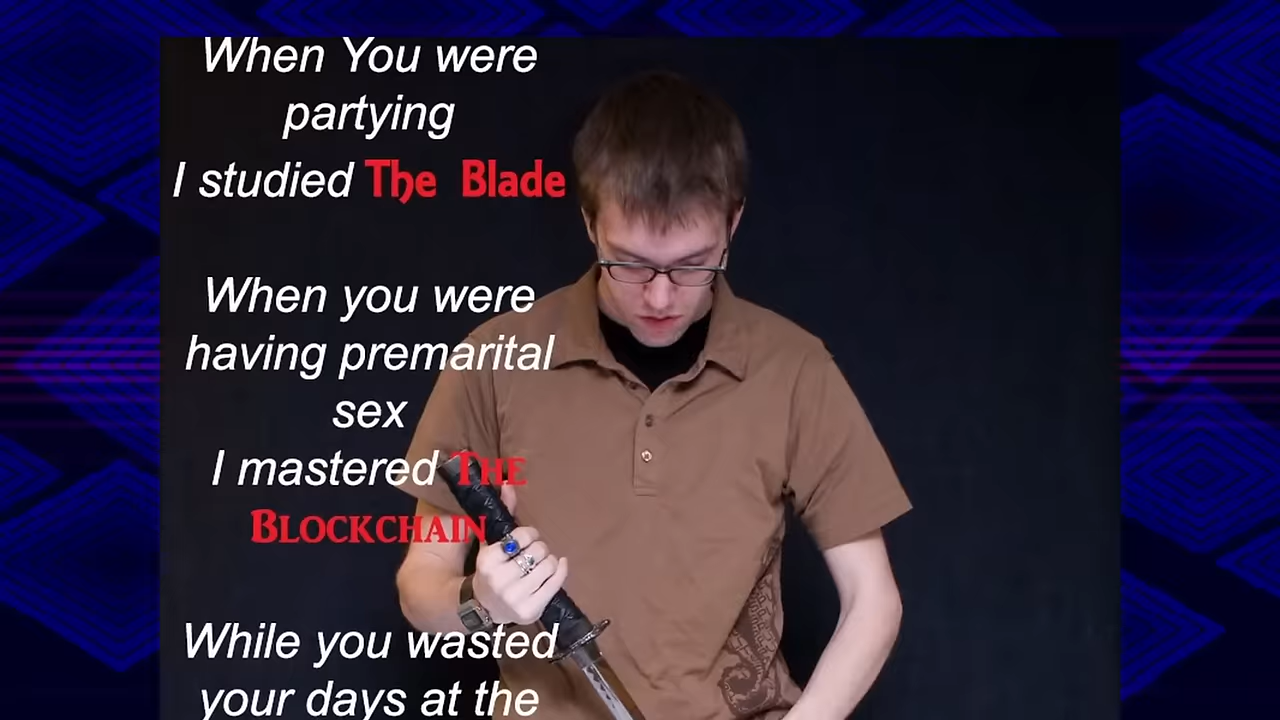 When You were
partying
I studied The Blade
When you were
having premarital
sex
I mastered THE
BLOCKCHAIN
While you wasted
your days at the